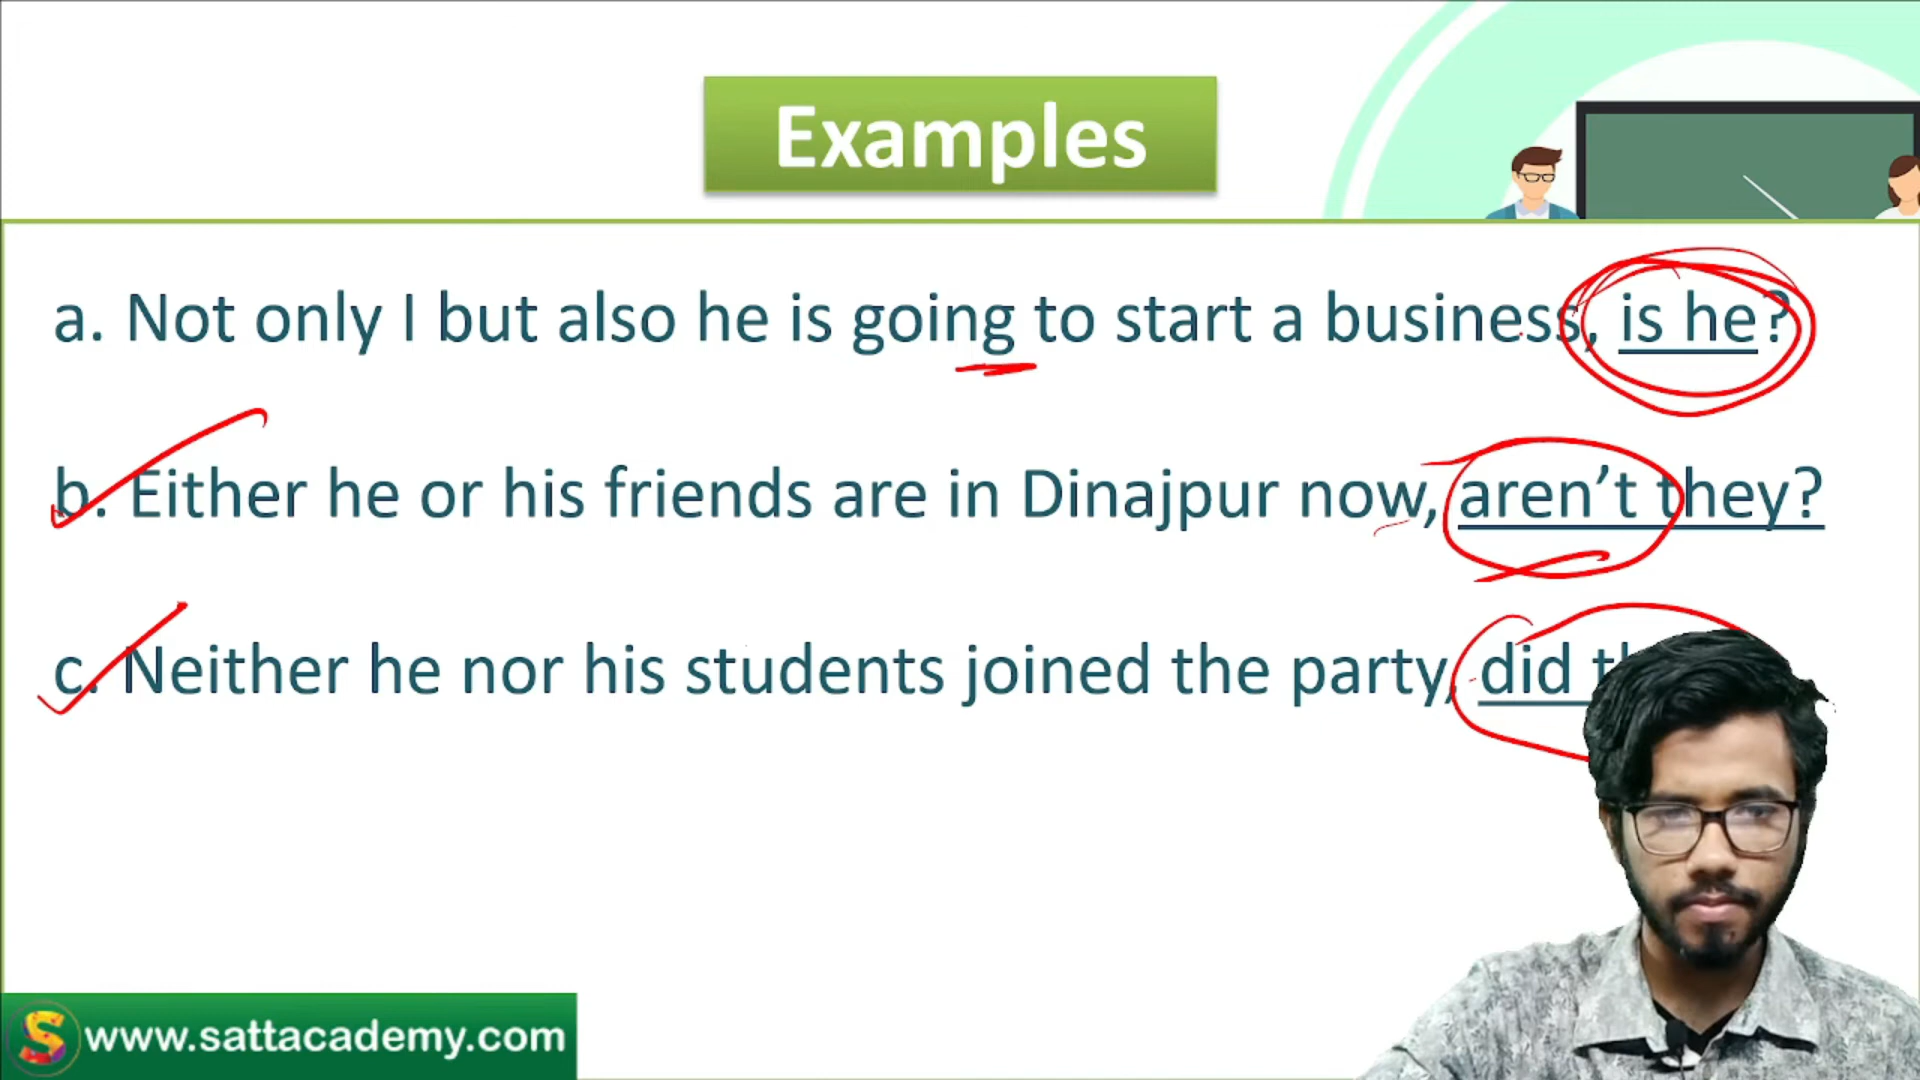 Examples
a. Not only I but also he is going to start a business, is he?
b. Either he or his friends are in Dinajpur now, aren’t they?
c. Neither he nor his students joined the party, did
www.sattacademy.com